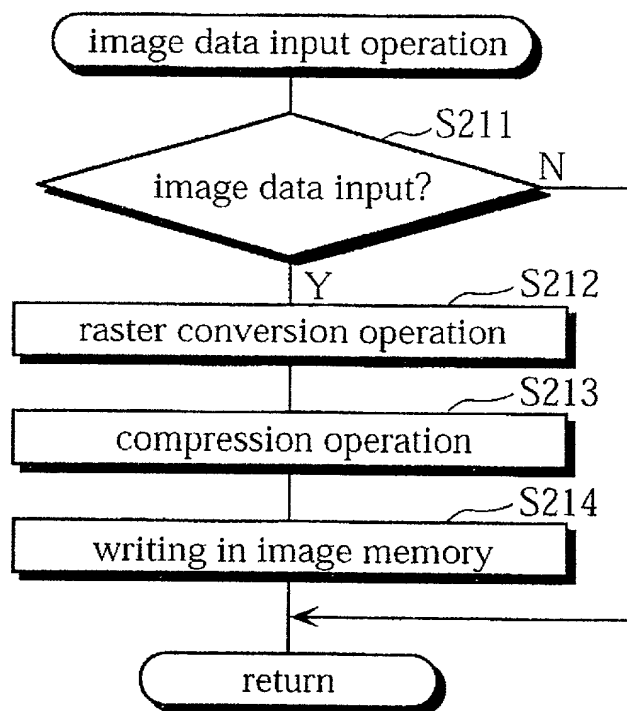 image data input operation
S211
image data input?
N
Y
S212
raster conversion operation
S213
compression operation
S214
writing in image memory
return